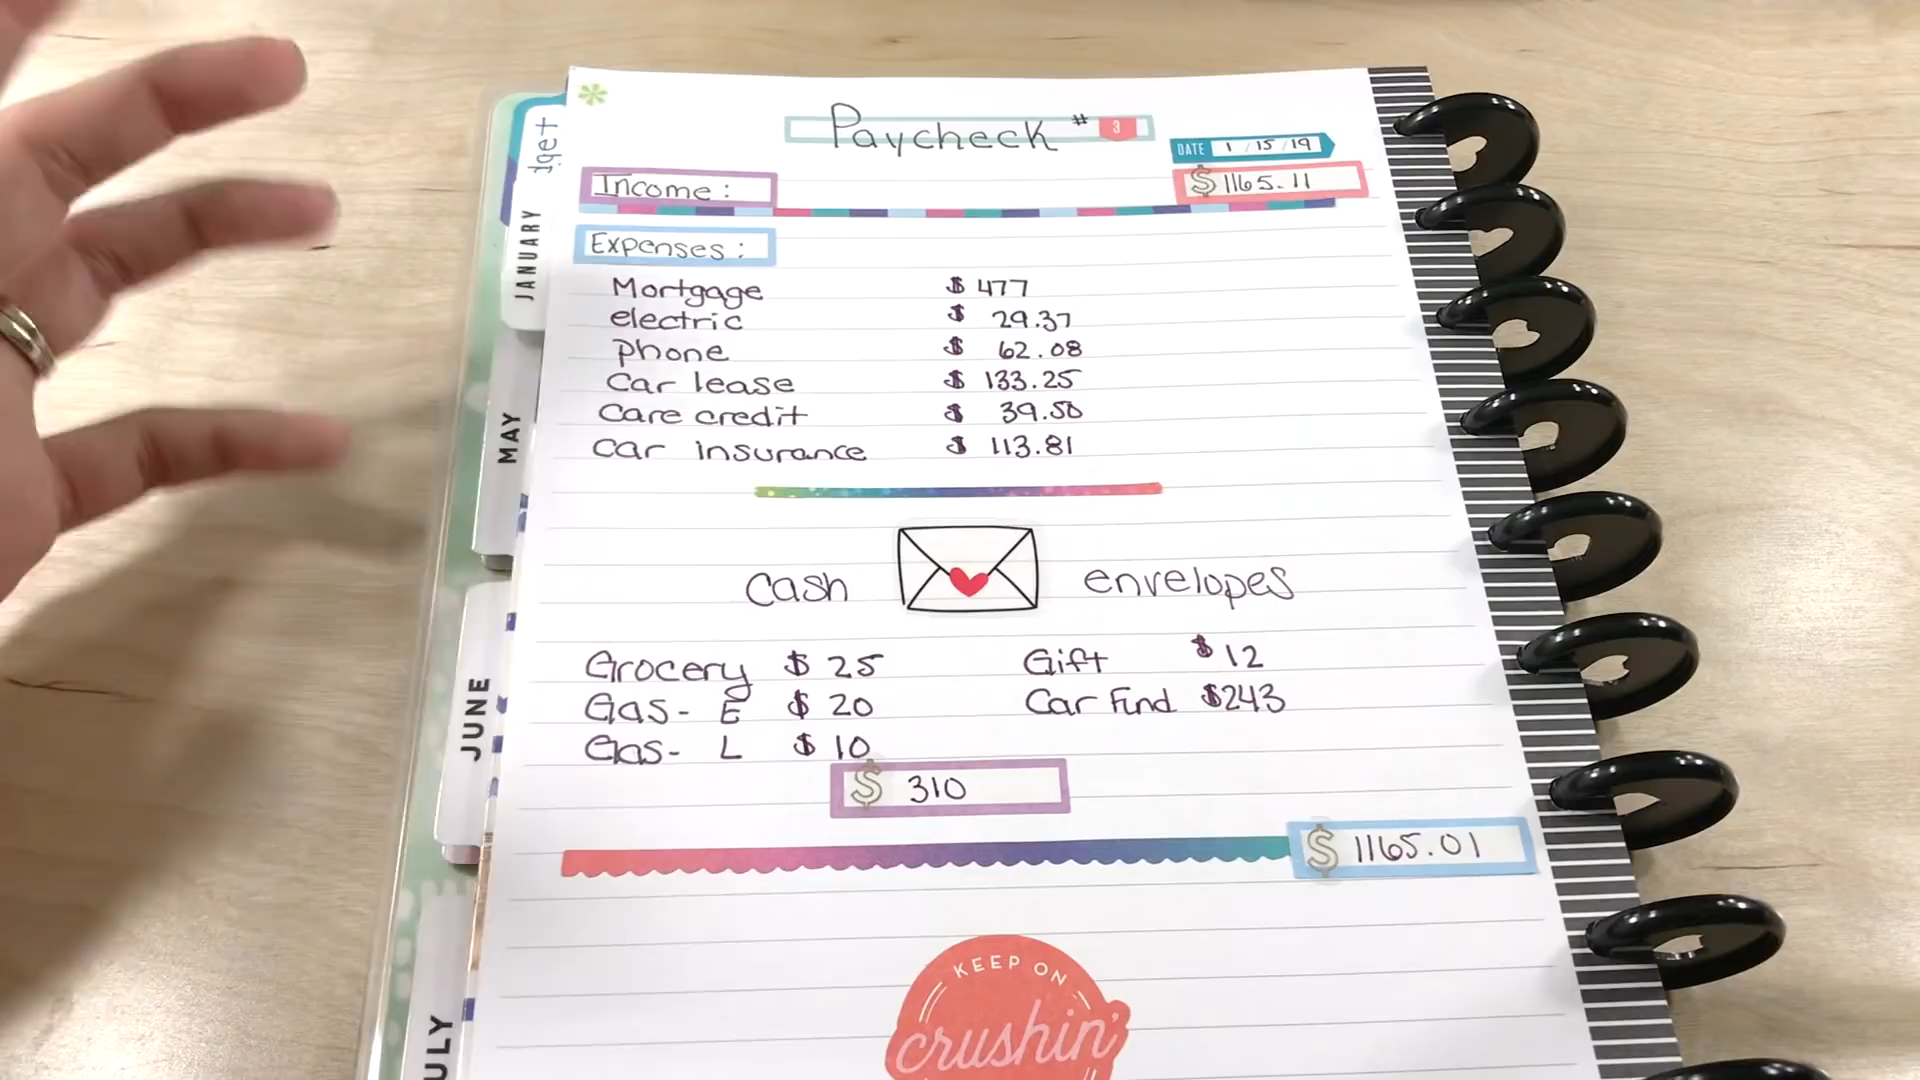 Paycheck # 3
DATE 1/15/19
Income: $ 1165.11
Expenses:
Mortgage $ 477
electric $ 29.37
phone $ 62.08
Car lease $ 133.25
Care credit $ 39.50
Car insurance $ 113.81
Cash envelopes
Grocery $ 25 Gift $ 12
Gas- E $ 20 Car Fund $243
Gas- L $ 10
$ 310
$ 1165.01
KEEP ON
crushin'
JANUARY
MAY
JUNE